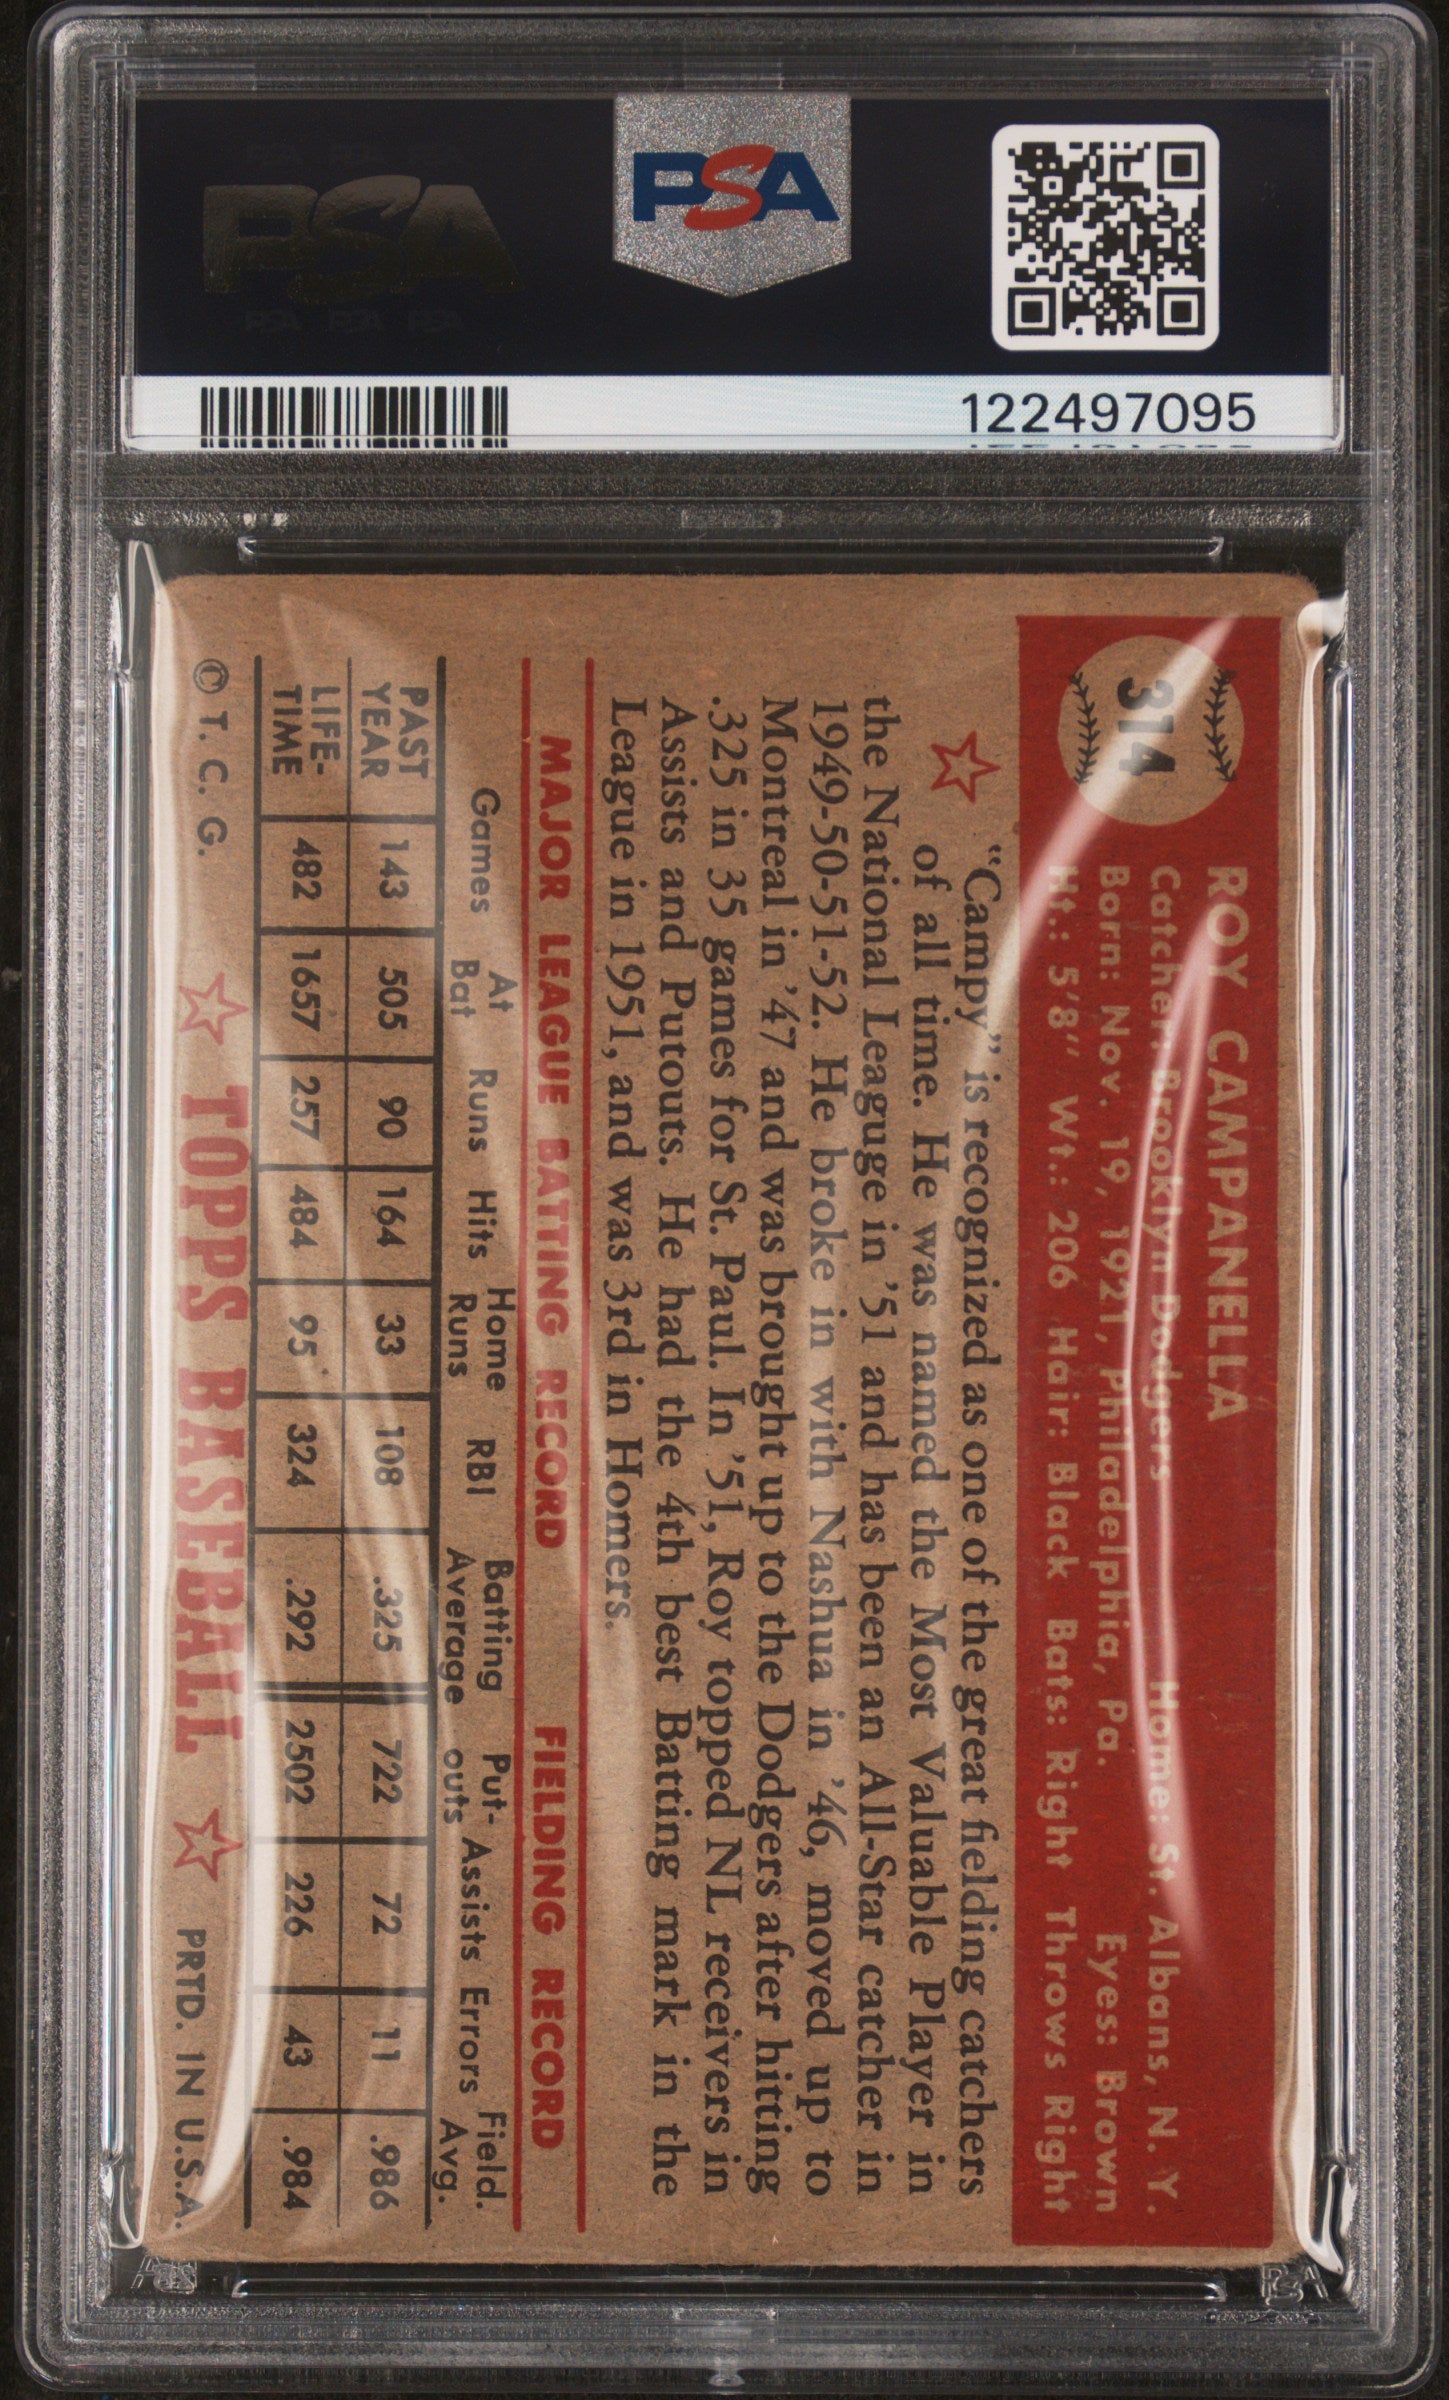 PSA
PSA
122497095
314
ROY CAMPANELLA
Catcher: Brooklyn Dodgers Home: St. Albans, N. Y.
Born: Nov. 19, 1921, Philadelphia, Pa. Eyes: Brown
Ht.: 5'8" Wt.: 206 Hair: Black Bats: Right Throws Right
"Campy" is recognized as one of the great fielding catchers
of all time. He was named the Most Valuable Player in
the National League in '51 and has been an All-Star catcher in
1949-50-51-52. He broke in with Nashua in '46, moved up to
Montreal in '47 and was brought up to the Dodgers after hitting
.325 in 35 games for St. Paul. In '51, Roy topped NL receivers in
Assists and Putouts. He had the 4th best Batting mark in the
League in 1951, and was 3rd in Homers.
MAJOR LEAGUE BATTING RECORD FIELDING RECORD
Games At Bat Runs Hits Home Runs RBI Batting Average Put-outs Assists Errors Field. Avg.
PAST YEAR 143 505 90 164 33 108 .325 722 72 11 .986
LIFE-TIME 482 1657 257 484 95 324 .292 2502 226 43 .984
© T. C. G. TOPPS BASEBALL PRTD. IN U.S.A.
PSA
PSA